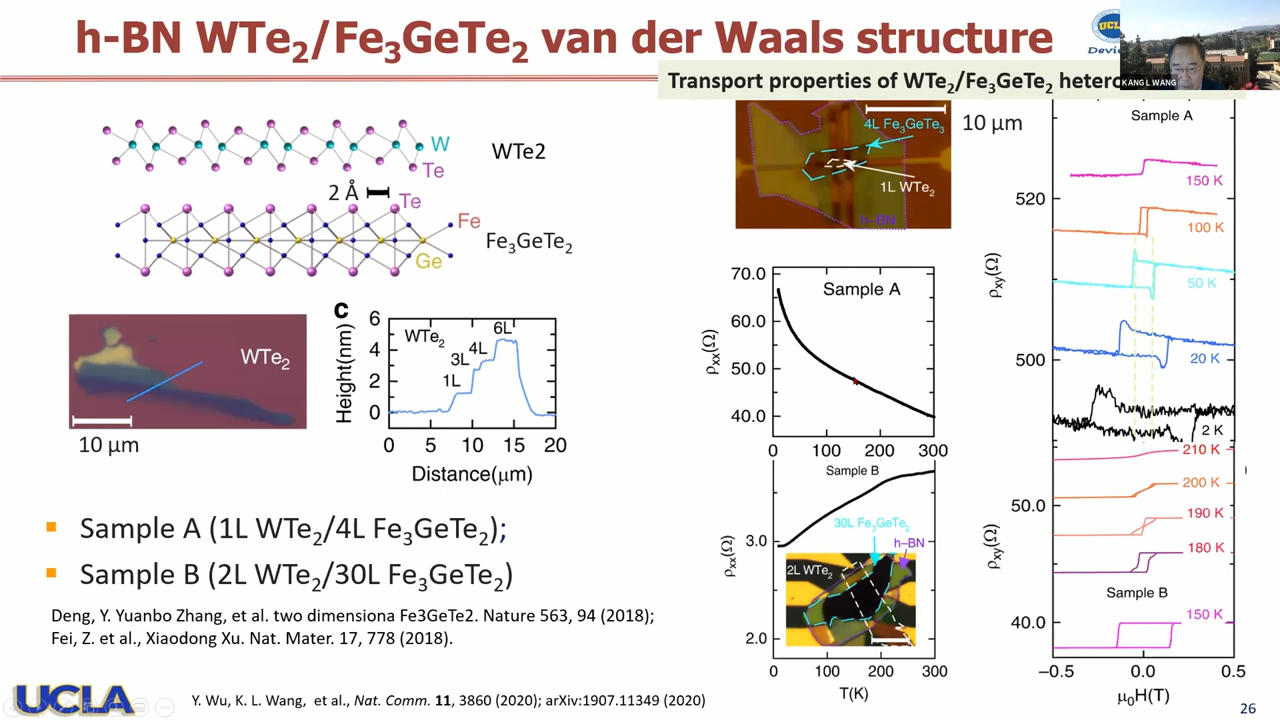 h-BN WTe2/Fe3GeTe2 van der Waals structure
UCLA
Devi
KANG L WANG
Transport properties of WTe2/Fe3GeTe2 hetero
W
Te
WTe2
2 Å
Te
Fe
Ge
Fe3GeTe2
WTe2
10 μm
c
Height(nm)
6
4
2
0
WTe2
1L
3L
4L
6L
0
5
10
15
20
Distance(μm)
4L Fe3GeTe3
1L WTe2
h-BN
10 μm
70.0
60.0
50.0
40.0
ρxx(Ω)
Sample A
0
100
200
300
Sample B
3.0
2.0
ρxx(Ω)
30L Fe3GeTe2
h–BN
2L WTe2
0
100
200
300
T(K)
Sample A
150 K
520
100 K
50 K
20 K
500
2 K
ρxy(Ω)
210 K
200 K
50.0
190 K
180 K
Sample B
150 K
40.0
ρxy(Ω)
−0.5
0.0
0.5
μ0H(T)
▪ Sample A (1L WTe2/4L Fe3GeTe2);
▪ Sample B (2L WTe2/30L Fe3GeTe2)
Deng, Y. Yuanbo Zhang, et al. two dimensiona Fe3GeTe2. Nature 563, 94 (2018);
Fei, Z. et al., Xiaodong Xu. Nat. Mater. 17, 778 (2018).
UCLA
Y. Wu, K. L. Wang, et al., Nat. Comm. 11, 3860 (2020); arXiv:1907.11349 (2020)
26